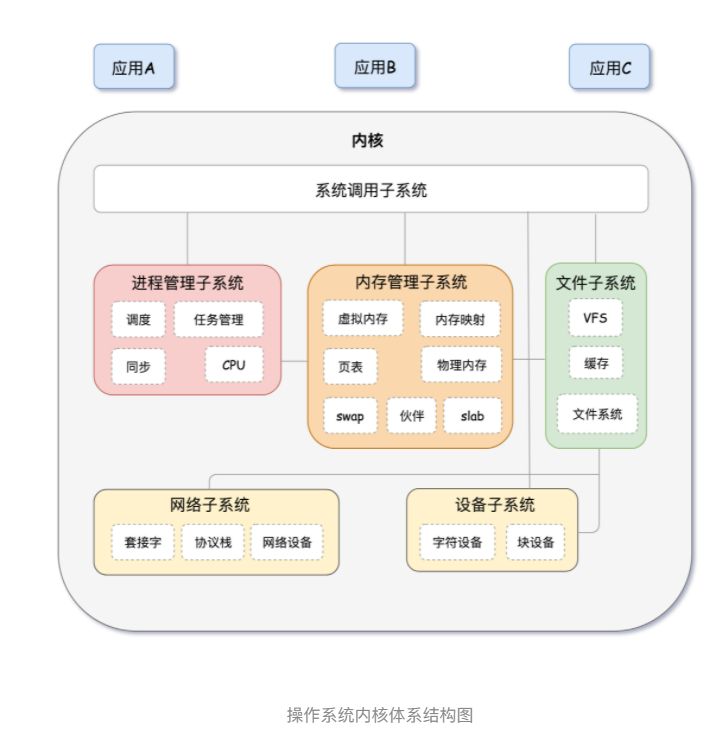 应用A
应用B
应用C
内核
系统调用子系统
进程管理子系统
调度
任务管理
同步
CPU
内存管理子系统
虚拟内存
内存映射
页表
物理内存
swap
伙伴
slab
文件子系统
VFS
缓存
文件系统
网络子系统
套接字
协议栈
网络设备
设备子系统
字符设备
块设备
操作系统内核体系结构图